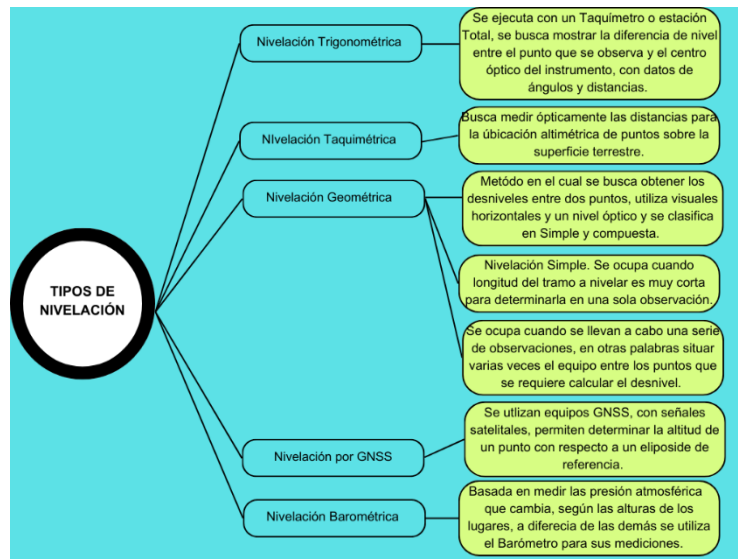 TIPOS DE
NIVELACIÓN
Nivelación Trigonométrica
Se ejecuta con un Taquímetro o estación
Total, se busca mostrar la diferencia de nivel
entre el punto que se observa y el centro
óptico del instrumento, con datos de
ángulos y distancias.
NIvelación Taquimétrica
Busca medir ópticamente las distancias para
la úbicación altimétrica de puntos sobre la
superficie terrestre.
Nivelación Geométrica
Metódo en el cual se busca obtener los
desniveles entre dos puntos, utiliza visuales
horizontales y un nivel óptico y se clasifica
en Simple y compuesta.
Nivelación Simple. Se ocupa cuando
longitud del tramo a nivelar es muy corta
para determinarla en una sola observación.
Se ocupa cuando se llevan a cabo una serie
de observaciones, en otras palabras situar
varias veces el equipo entre los puntos que
se requiere calcular el desnivel.
Nivelación por GNSS
Se utlizan equipos GNSS, con señales
satelitales, permiten determinar la altitud de
un punto con respecto a un eliposide de
referencia.
Nivelación Barométrica
Basada en medir las presión atmosférica
que cambia, según las alturas de los
lugares, a diferecia de las demás se utiliza
el Barómetro para sus mediciones.